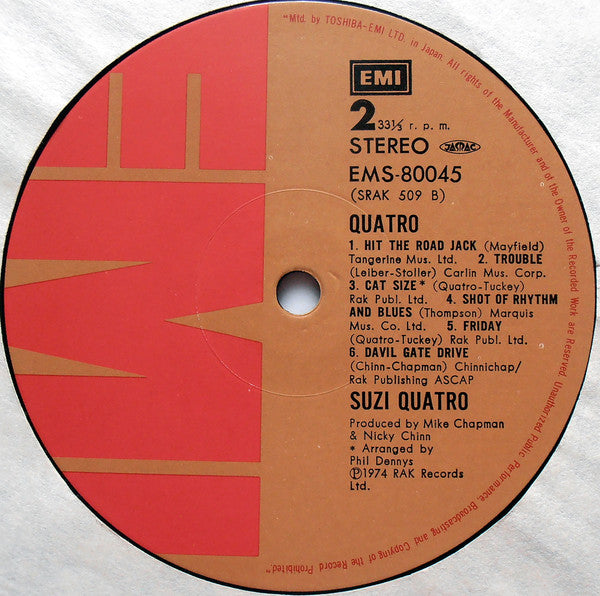 "Mfd. by TOSHIBA-EMI LTD. in Japan. All rights of the Manufacturer and of the Owner of the Recorded Work are Reserved. Unauthorized Public Performance, Broadcasting and Copying of the Record Prohibited"
EMI
2 33⅓ r. p. m.
STEREO JASRAC
EMS-80045
(SRAK 509 B)
QUATRO
1. HIT THE ROAD JACK (Mayfield)
Tangerine Mus. Ltd. 2. TROUBLE
(Leiber-Stoller) Carlin Mus. Corp.
3. CAT SIZE* (Quatro-Tuckey)
Rak Publ. Ltd. 4. SHOT OF RHYTHM
AND BLUES (Thompson) Marquis
Mus. Co. Ltd. 5. FRIDAY
(Quatro-Tuckey) Rak Publ. Ltd.
6. DAVIL GATE DRIVE
(Chinn-Chapman) Chinnichap/
Rak Publishing ASCAP
SUZI QUATRO
Produced by Mike Chapman
& Nicky Chinn
* Arranged by
Phil Dennys
℗1974 RAK Records
Ltd.